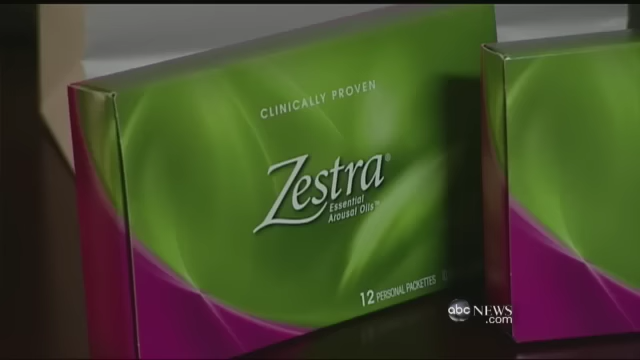 CLINICALLY PROVEN
Zestra®
Essential
Arousal Oils™
12 PERSONAL PACKETTES
abc NEWS
.com